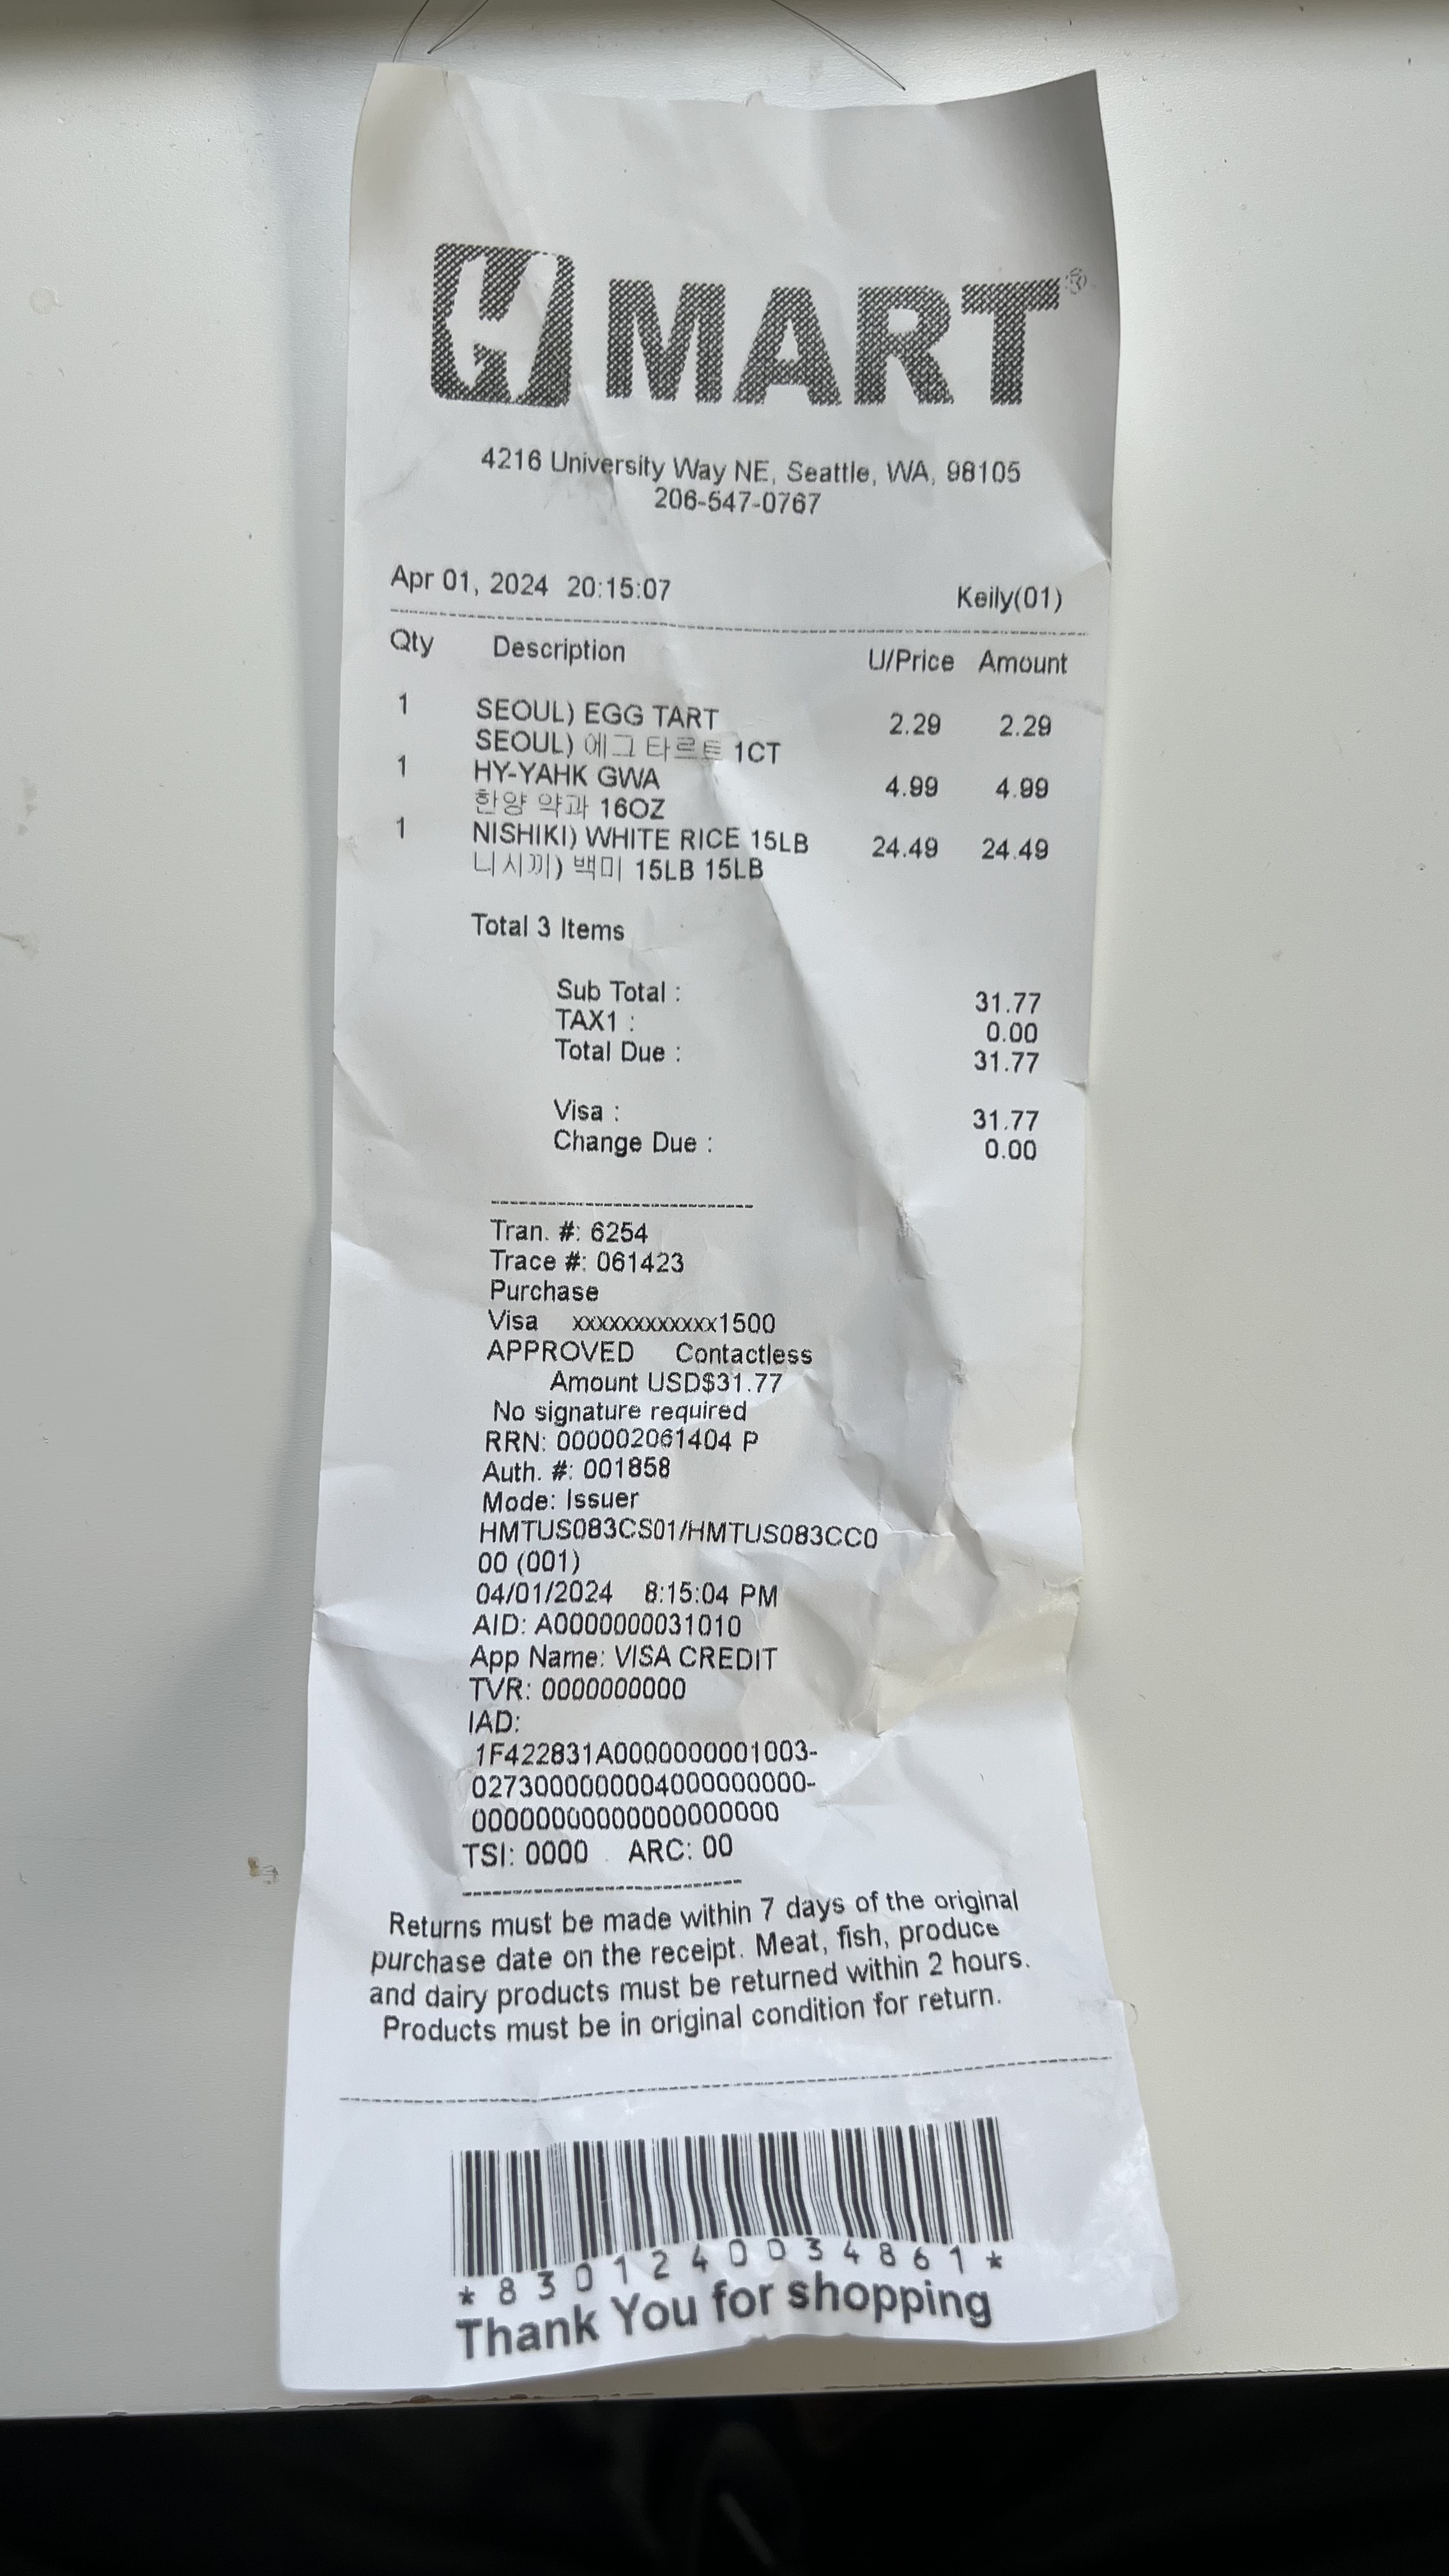 H MART®
4216 University Way NE, Seattle, WA, 98105
206-547-0767
Apr 01, 2024 20:15:07 Keily(01)
Qty Description U/Price Amount
1 SEOUL) EGG TART 2.29 2.29
SEOUL) 에그 타르트 1CT
1 HY-YAHK GWA 4.99 4.99
한양 약과 16OZ
1 NISHIKI) WHITE RICE 15LB 24.49 24.49
니시끼) 백미 15LB 15LB
Total 3 Items
Sub Total : 31.77
TAX1 : 0.00
Total Due : 31.77
Visa : 31.77
Change Due : 0.00
Tran. #: 6254
Trace #: 061423
Purchase
Visa xxxxxxxxxxxx1500
APPROVED Contactless
Amount USD$31.77
No signature required
RRN: 000002061404 P
Auth. #: 001858
Mode: Issuer
HMTUS083CS01/HMTUS083CC0
00 (001)
04/01/2024 8:15:04 PM
AID: A0000000031010
App Name: VISA CREDIT
TVR: 0000000000
IAD:
1F422831A0000000001003-
02730000000004000000000-
00000000000000000000
TSI: 0000 ARC: 00
Returns must be made within 7 days of the original
purchase date on the receipt. Meat, fish, produce
and dairy products must be returned within 2 hours.
Products must be in original condition for return.
*8301240034861*
Thank You for shopping